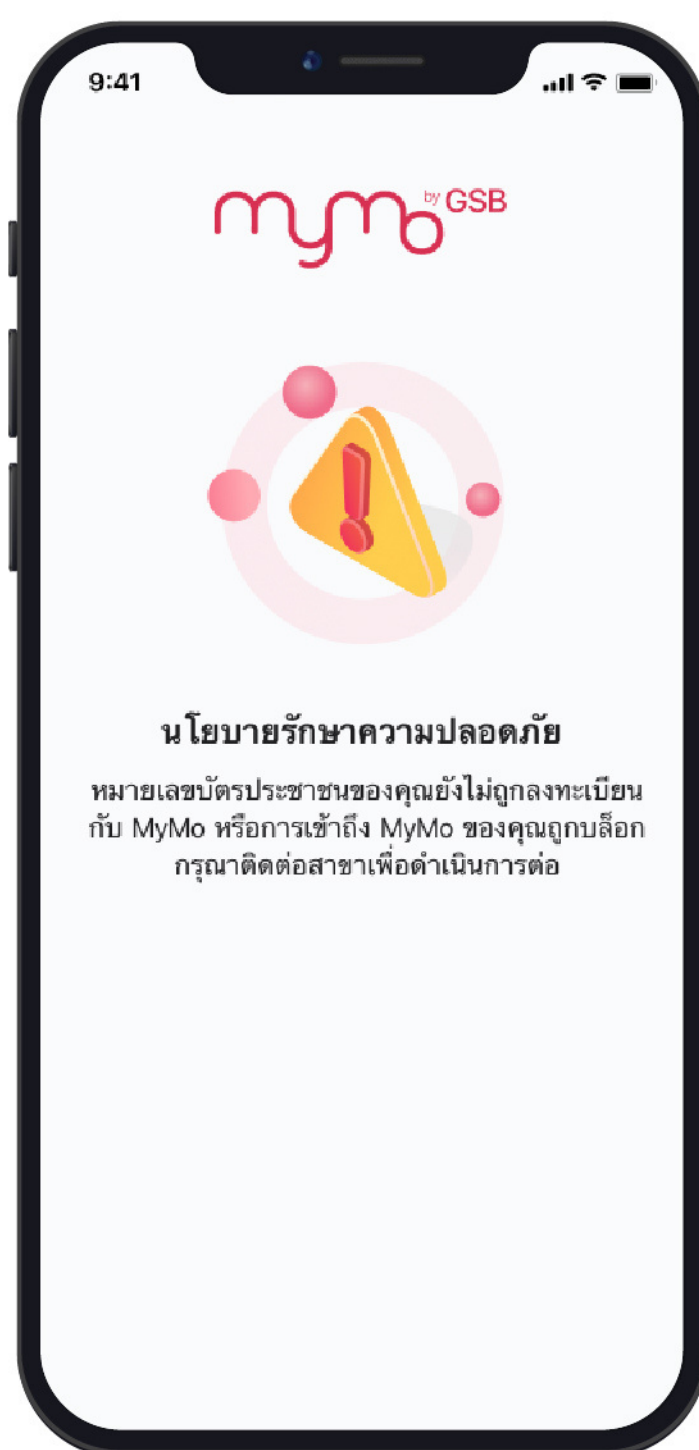 9:41
mymo by GSB
นโยบายรักษาความปลอดภัย
หมายเลขบัตรประชาชนของคุณยังไม่ถูกลงทะเบียน
กับ MyMo หรือการเข้าถึง MyMo ของคุณถูกบล็อก
กรุณาติดต่อสาขาเพื่อดำเนินการต่อ